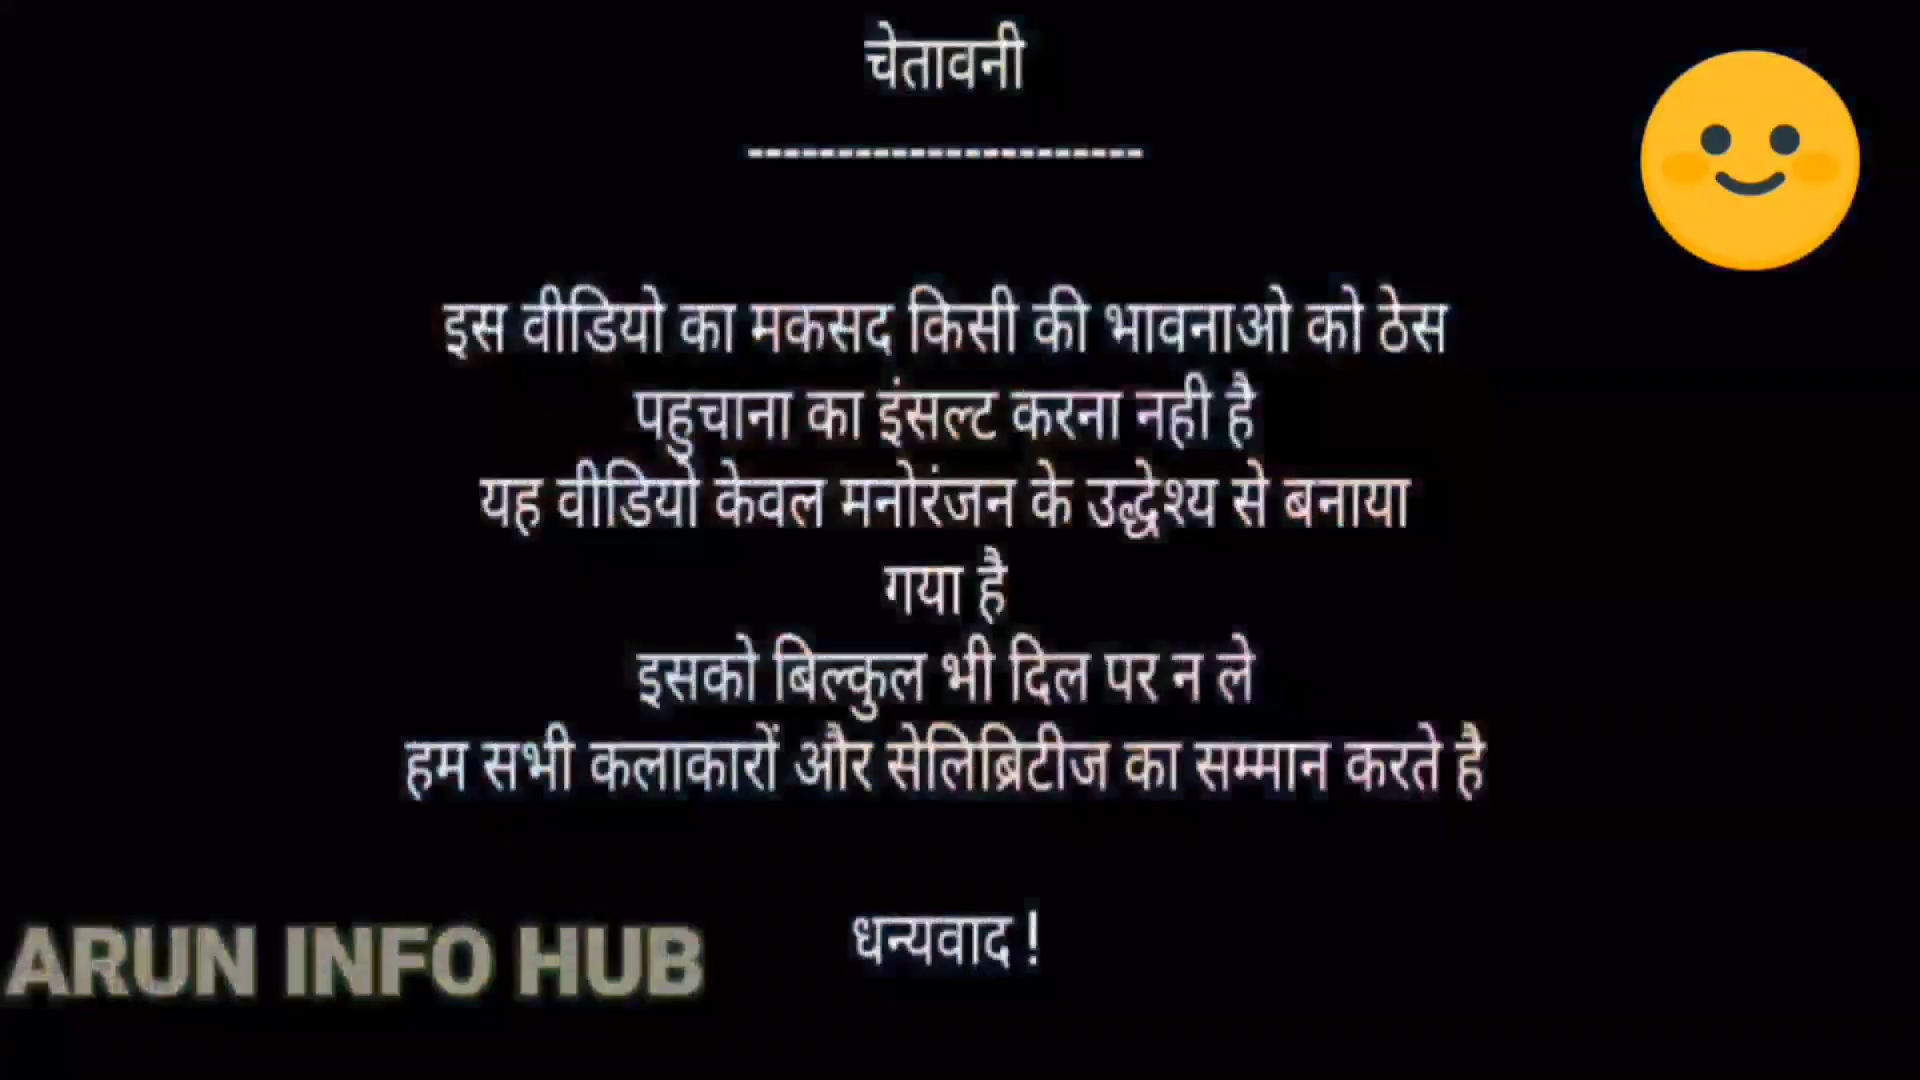 चेतावनी
----------------------
इस वीडियो का मकसद किसी की भावनाओ को ठेस
पहुचाना का इंसल्ट करना नही है
यह वीडियो केवल मनोरंजन के उद्धेश्य से बनाया
गया है
इसको बिल्कुल भी दिल पर न ले
हम सभी कलाकारों और सेलिब्रिटीज का सम्मान करते है
धन्यवाद !
ARUN INFO HUB